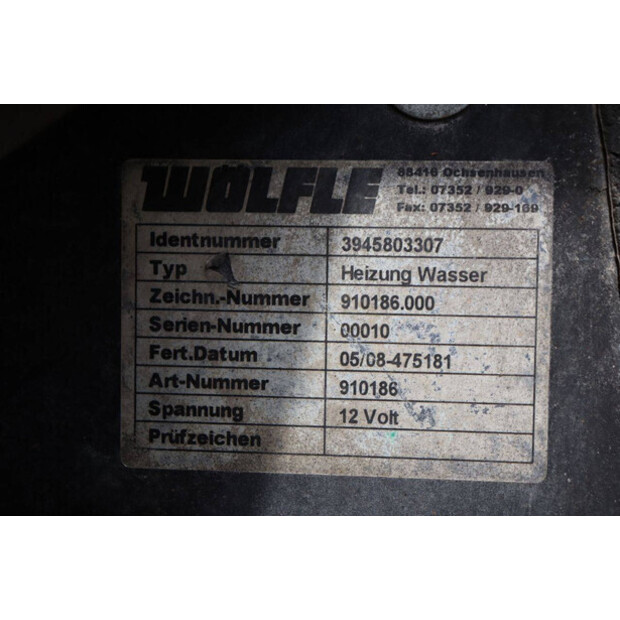 WÖLFLE
88416 Ochsenhausen
Tel.: 07352 / 929-0
Fax: 07352 / 929-169
Identnummer 3945803307
Typ Heizung Wasser
Zeichn.-Nummer 910186.000
Serien-Nummer 00010
Fert.Datum 05/08-475181
Art-Nummer 910186
Spannung 12 Volt
Prüfzeichen